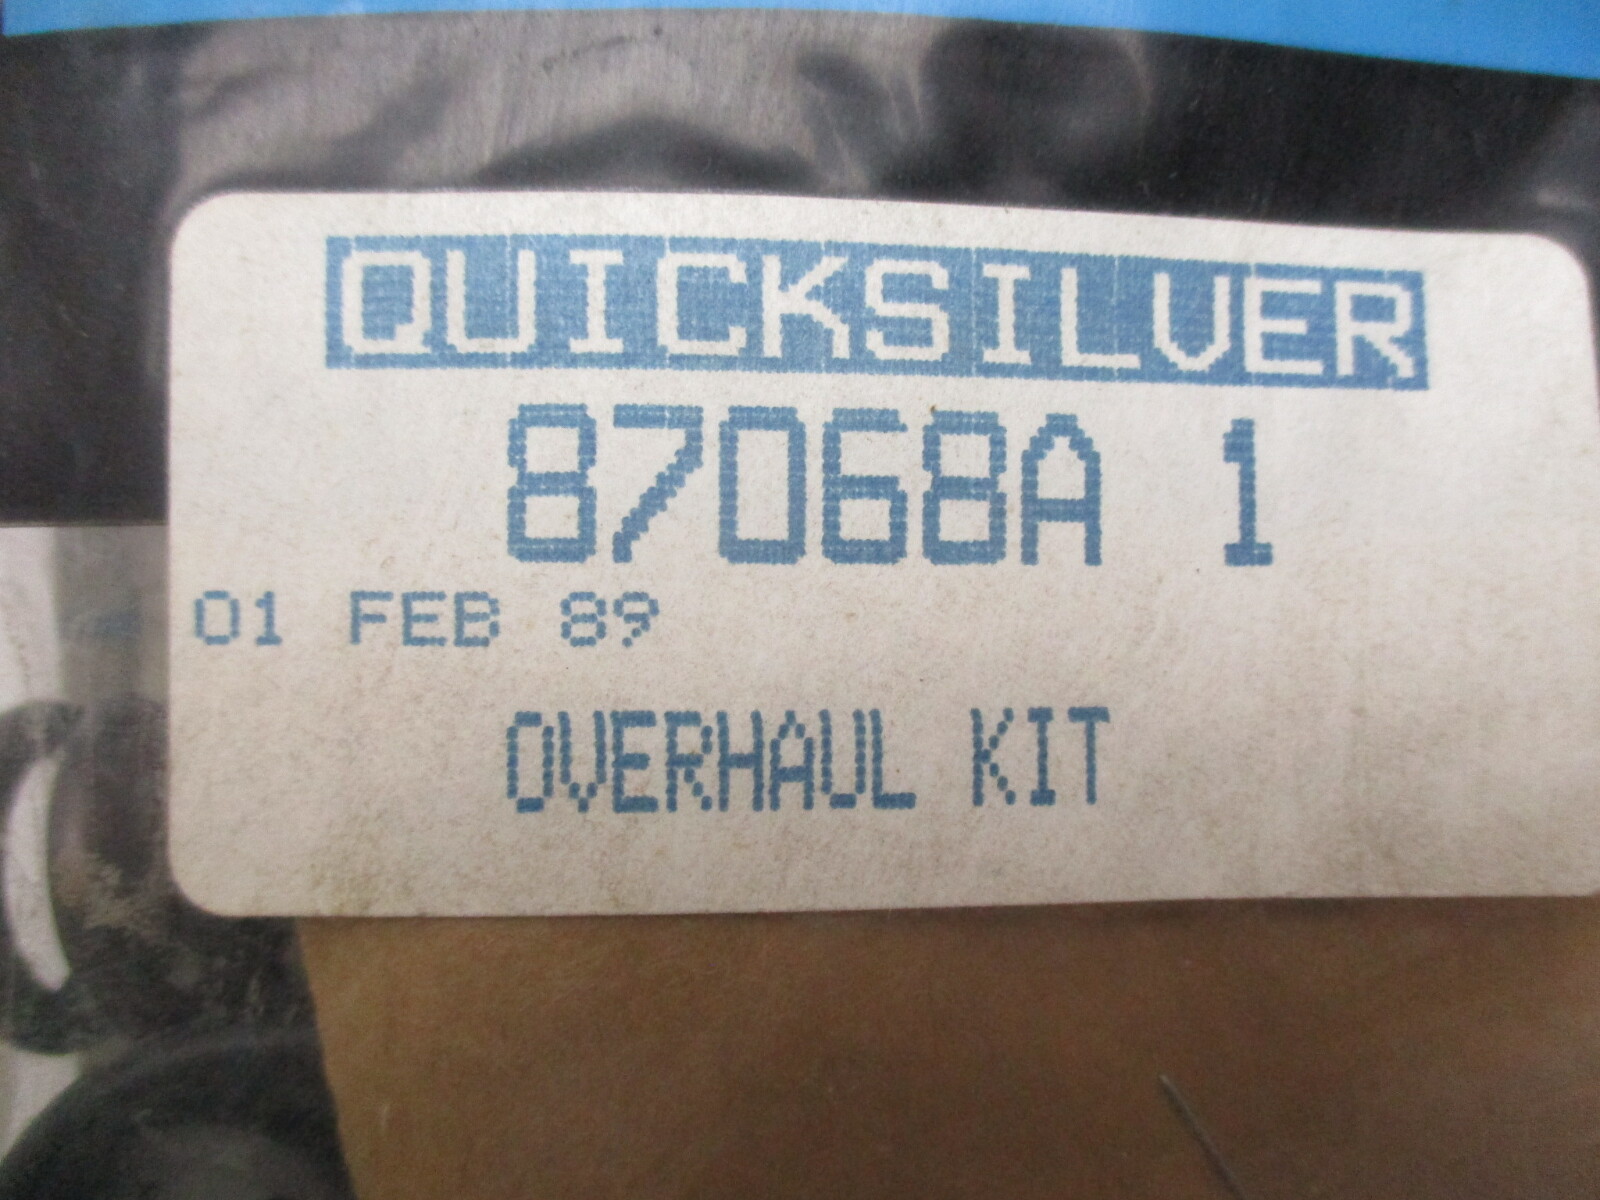 QUICKSILVER
87068A 1
01 FEB 89
OVERHAUL KIT